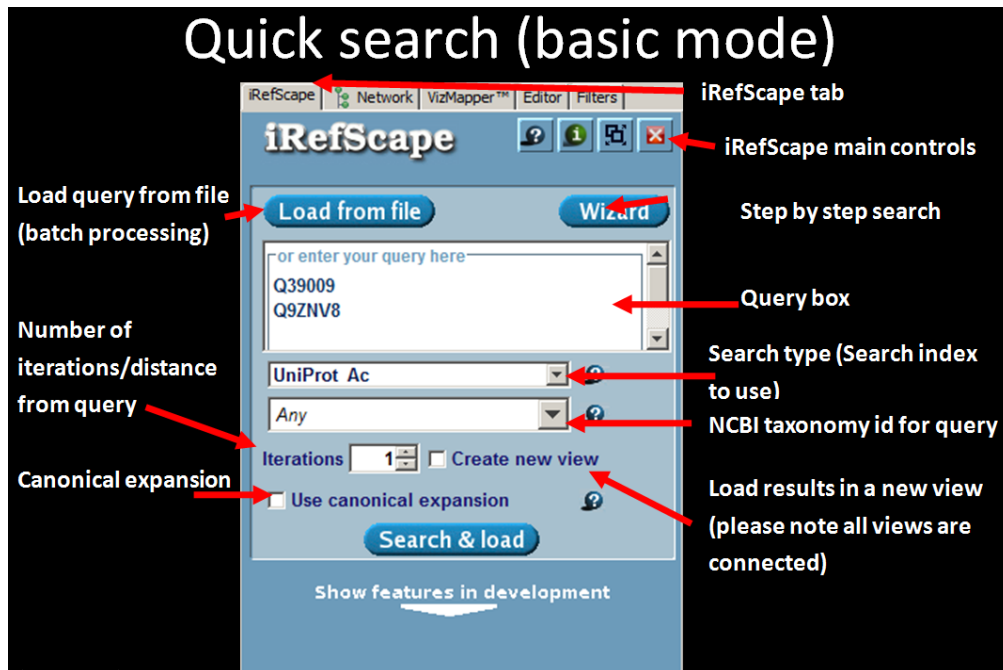 Quick search (basic mode)
iRefScape
Network
VizMapper™
Editor
Filters
iRefScape tab
iRefScape
iRefScape main controls
Load query from file
(batch processing)
Load from file
Wizard
Step by step search
or enter your query here
Q39009
Q9ZNV8
Query box
Number of
iterations/distance
from query
Search type (Search index
to use)
UniProt Ac
Any
NCBI taxonomy id for query
Iterations
1
Create new view
Canonical expansion
Use canonical expansion
Load results in a new view
(please note all views are
connected)
Search & load
Show features in development